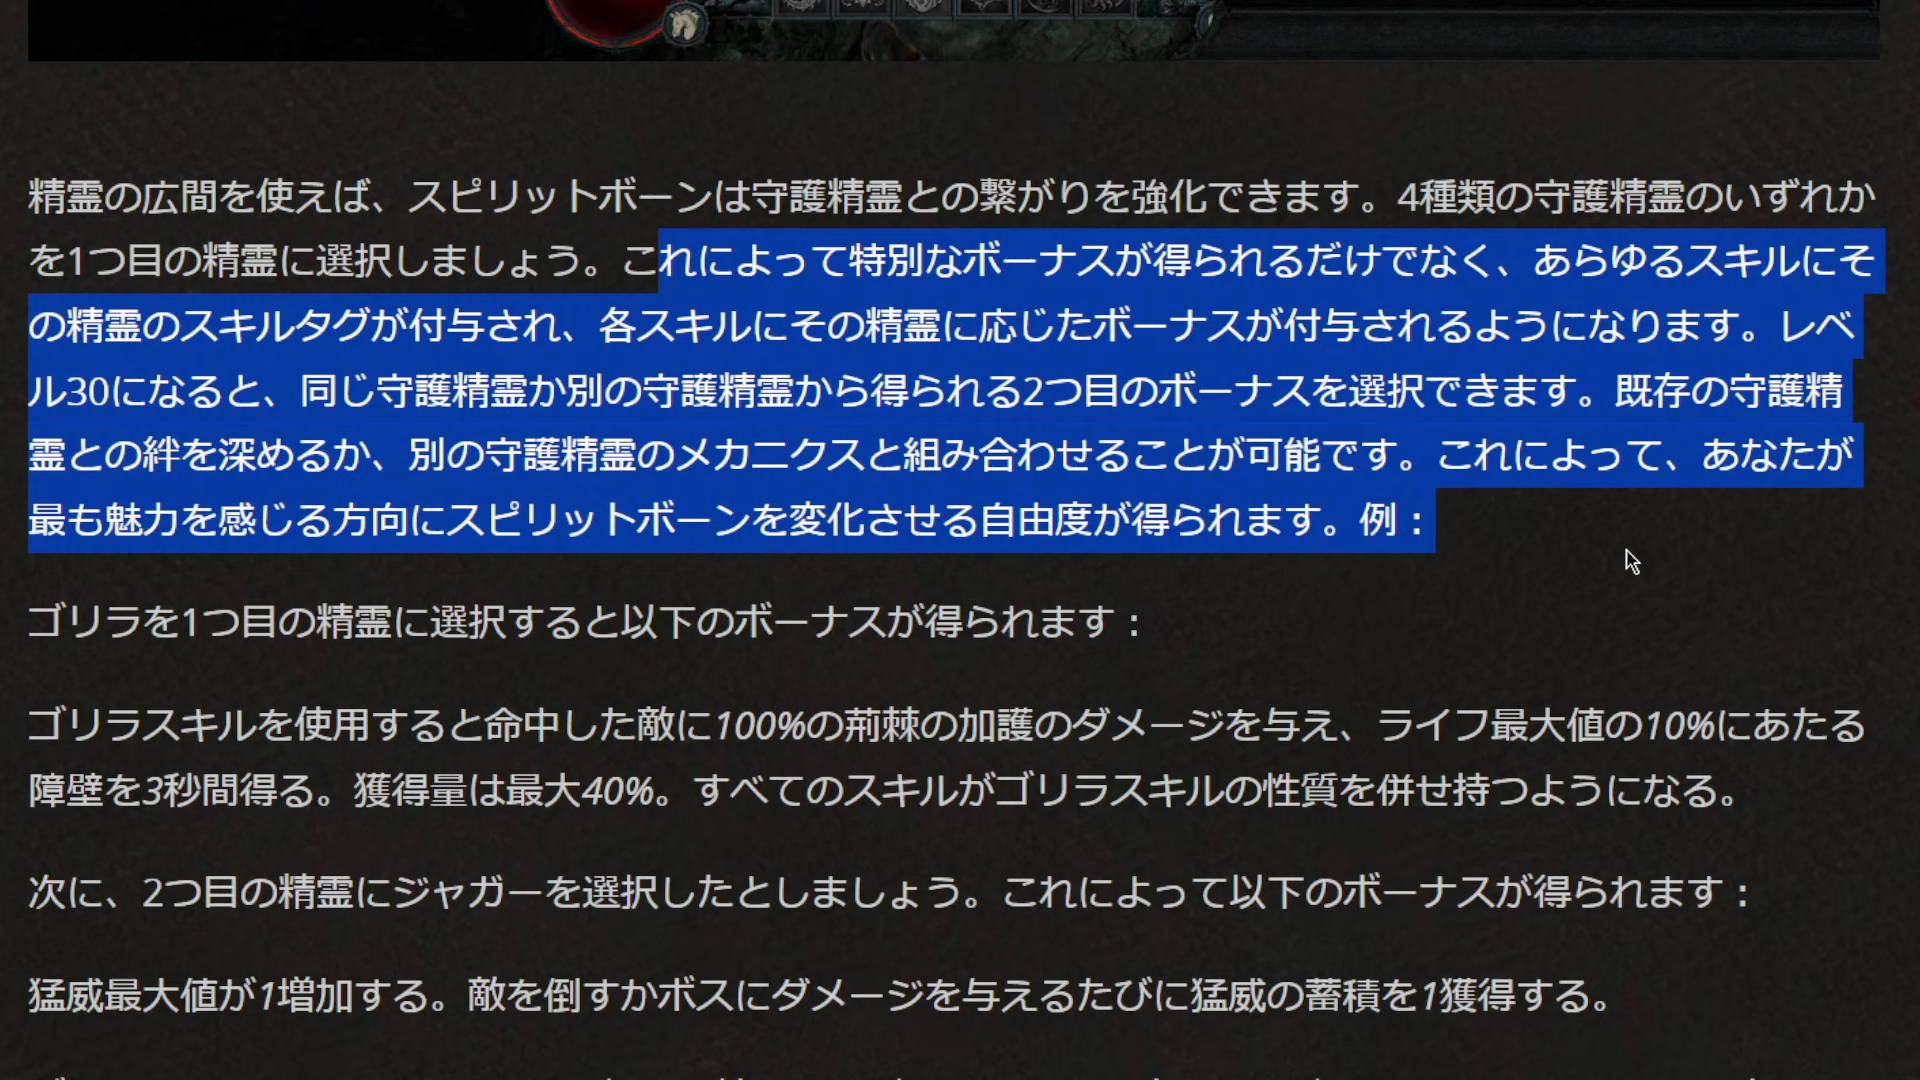 精霊の広間を使えば、スピリットボーンは守護精霊との繋がりを強化できます。4種類の守護精霊のいずれか
を1つ目の精霊に選択しましょう。これによって特別なボーナスが得られるだけでなく、あらゆるスキルにそ
の精霊のスキルタグが付与され、各スキルにその精霊に応じたボーナスが付与されるようになります。レベ
ル30になると、同じ守護精霊か別の守護精霊から得られる2つ目のボーナスを選択できます。既存の守護精
霊との絆を深めるか、別の守護精霊のメカニクスと組み合わせることが可能です。これによって、あなたが
最も魅力を感じる方向にスピリットボーンを変化させる自由度が得られます。例：
ゴリラを1つ目の精霊に選択すると以下のボーナスが得られます：
ゴリラスキルを使用すると命中した敵に100%の荊棘の加護のダメージを与え、ライフ最大値の10%にあたる
障壁を3秒間得る。獲得量は最大40%。すべてのスキルがゴリラスキルの性質を併せ持つようになる。
次に、2つ目の精霊にジャガーを選択したとしましょう。これによって以下のボーナスが得られます：
猛威最大値が1増加する。敵を倒すかボスにダメージを与えるたびに猛威の蓄積を1獲得する。